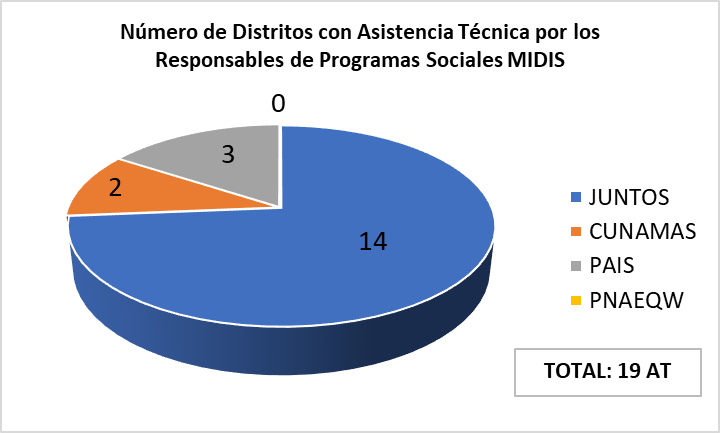 Número de Distritos con Asistencia Técnica por los
Responsables de Programas Sociales MIDIS
0
3
2
14
JUNTOS
CUNAMAS
PAIS
PNAEQW
TOTAL: 19 AT